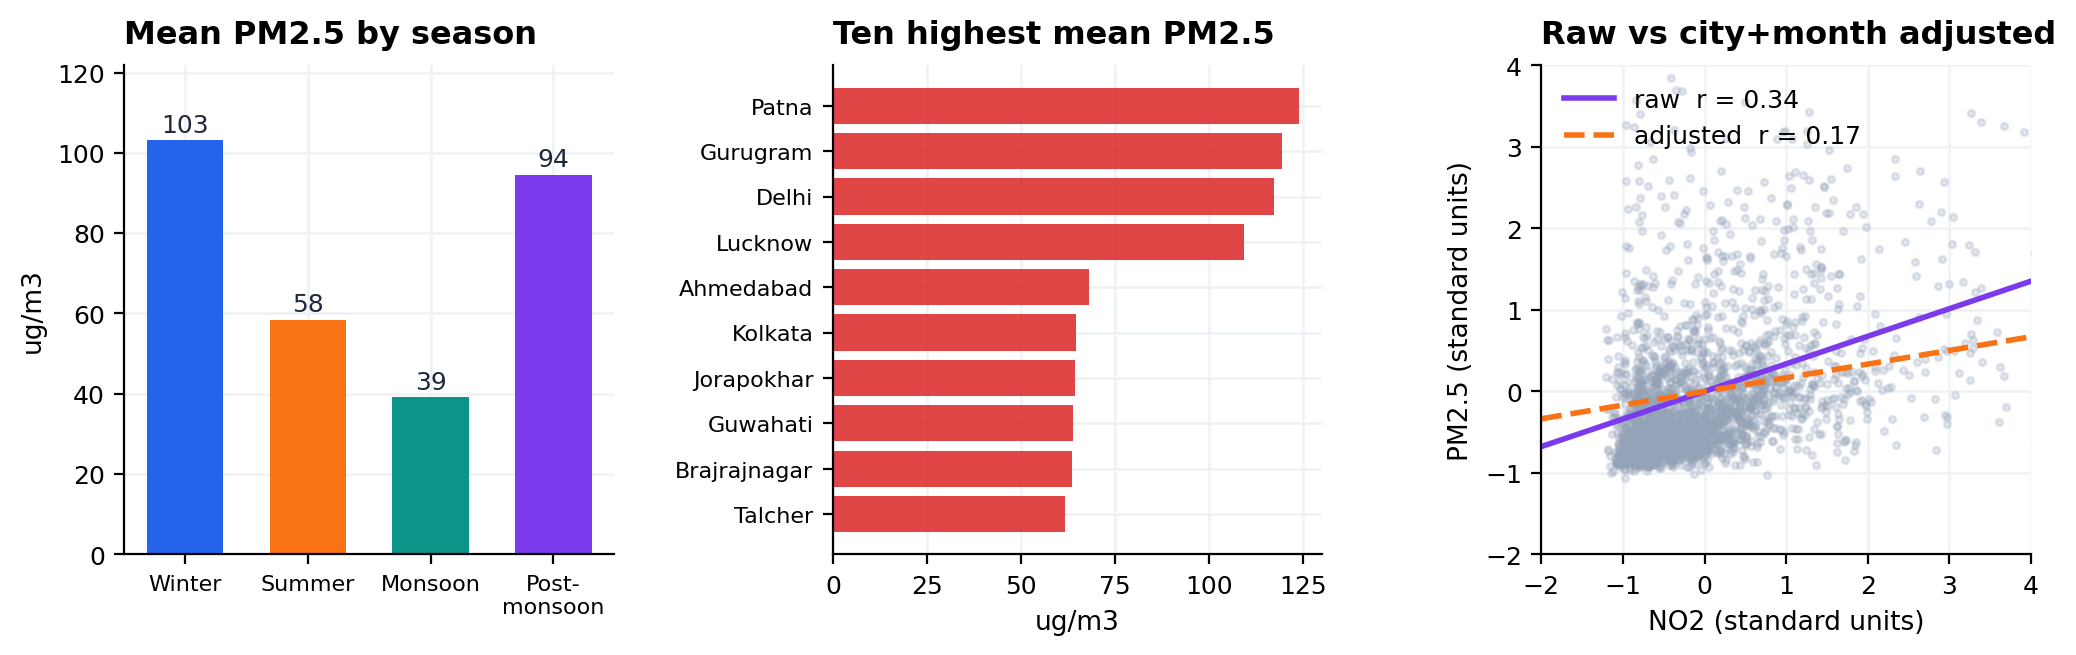 Mean PM2.5 by season
ug/m3
120
100
80
60
40
20
0
103
58
39
94
Winter
Summer
Monsoon
Post-
monsoon
Ten highest mean PM2.5
Patna
Gurugram
Delhi
Lucknow
Ahmedabad
Kolkata
Jorapokhar
Guwahati
Brajrajnagar
Talcher
0 25 50 75 100 125
ug/m3
Raw vs city+month adjusted
raw r = 0.34
adjusted r = 0.17
PM2.5 (standard units)
4
3
2
1
0
−1
−2
−2 −1 0 1 2 3 4
NO2 (standard units)